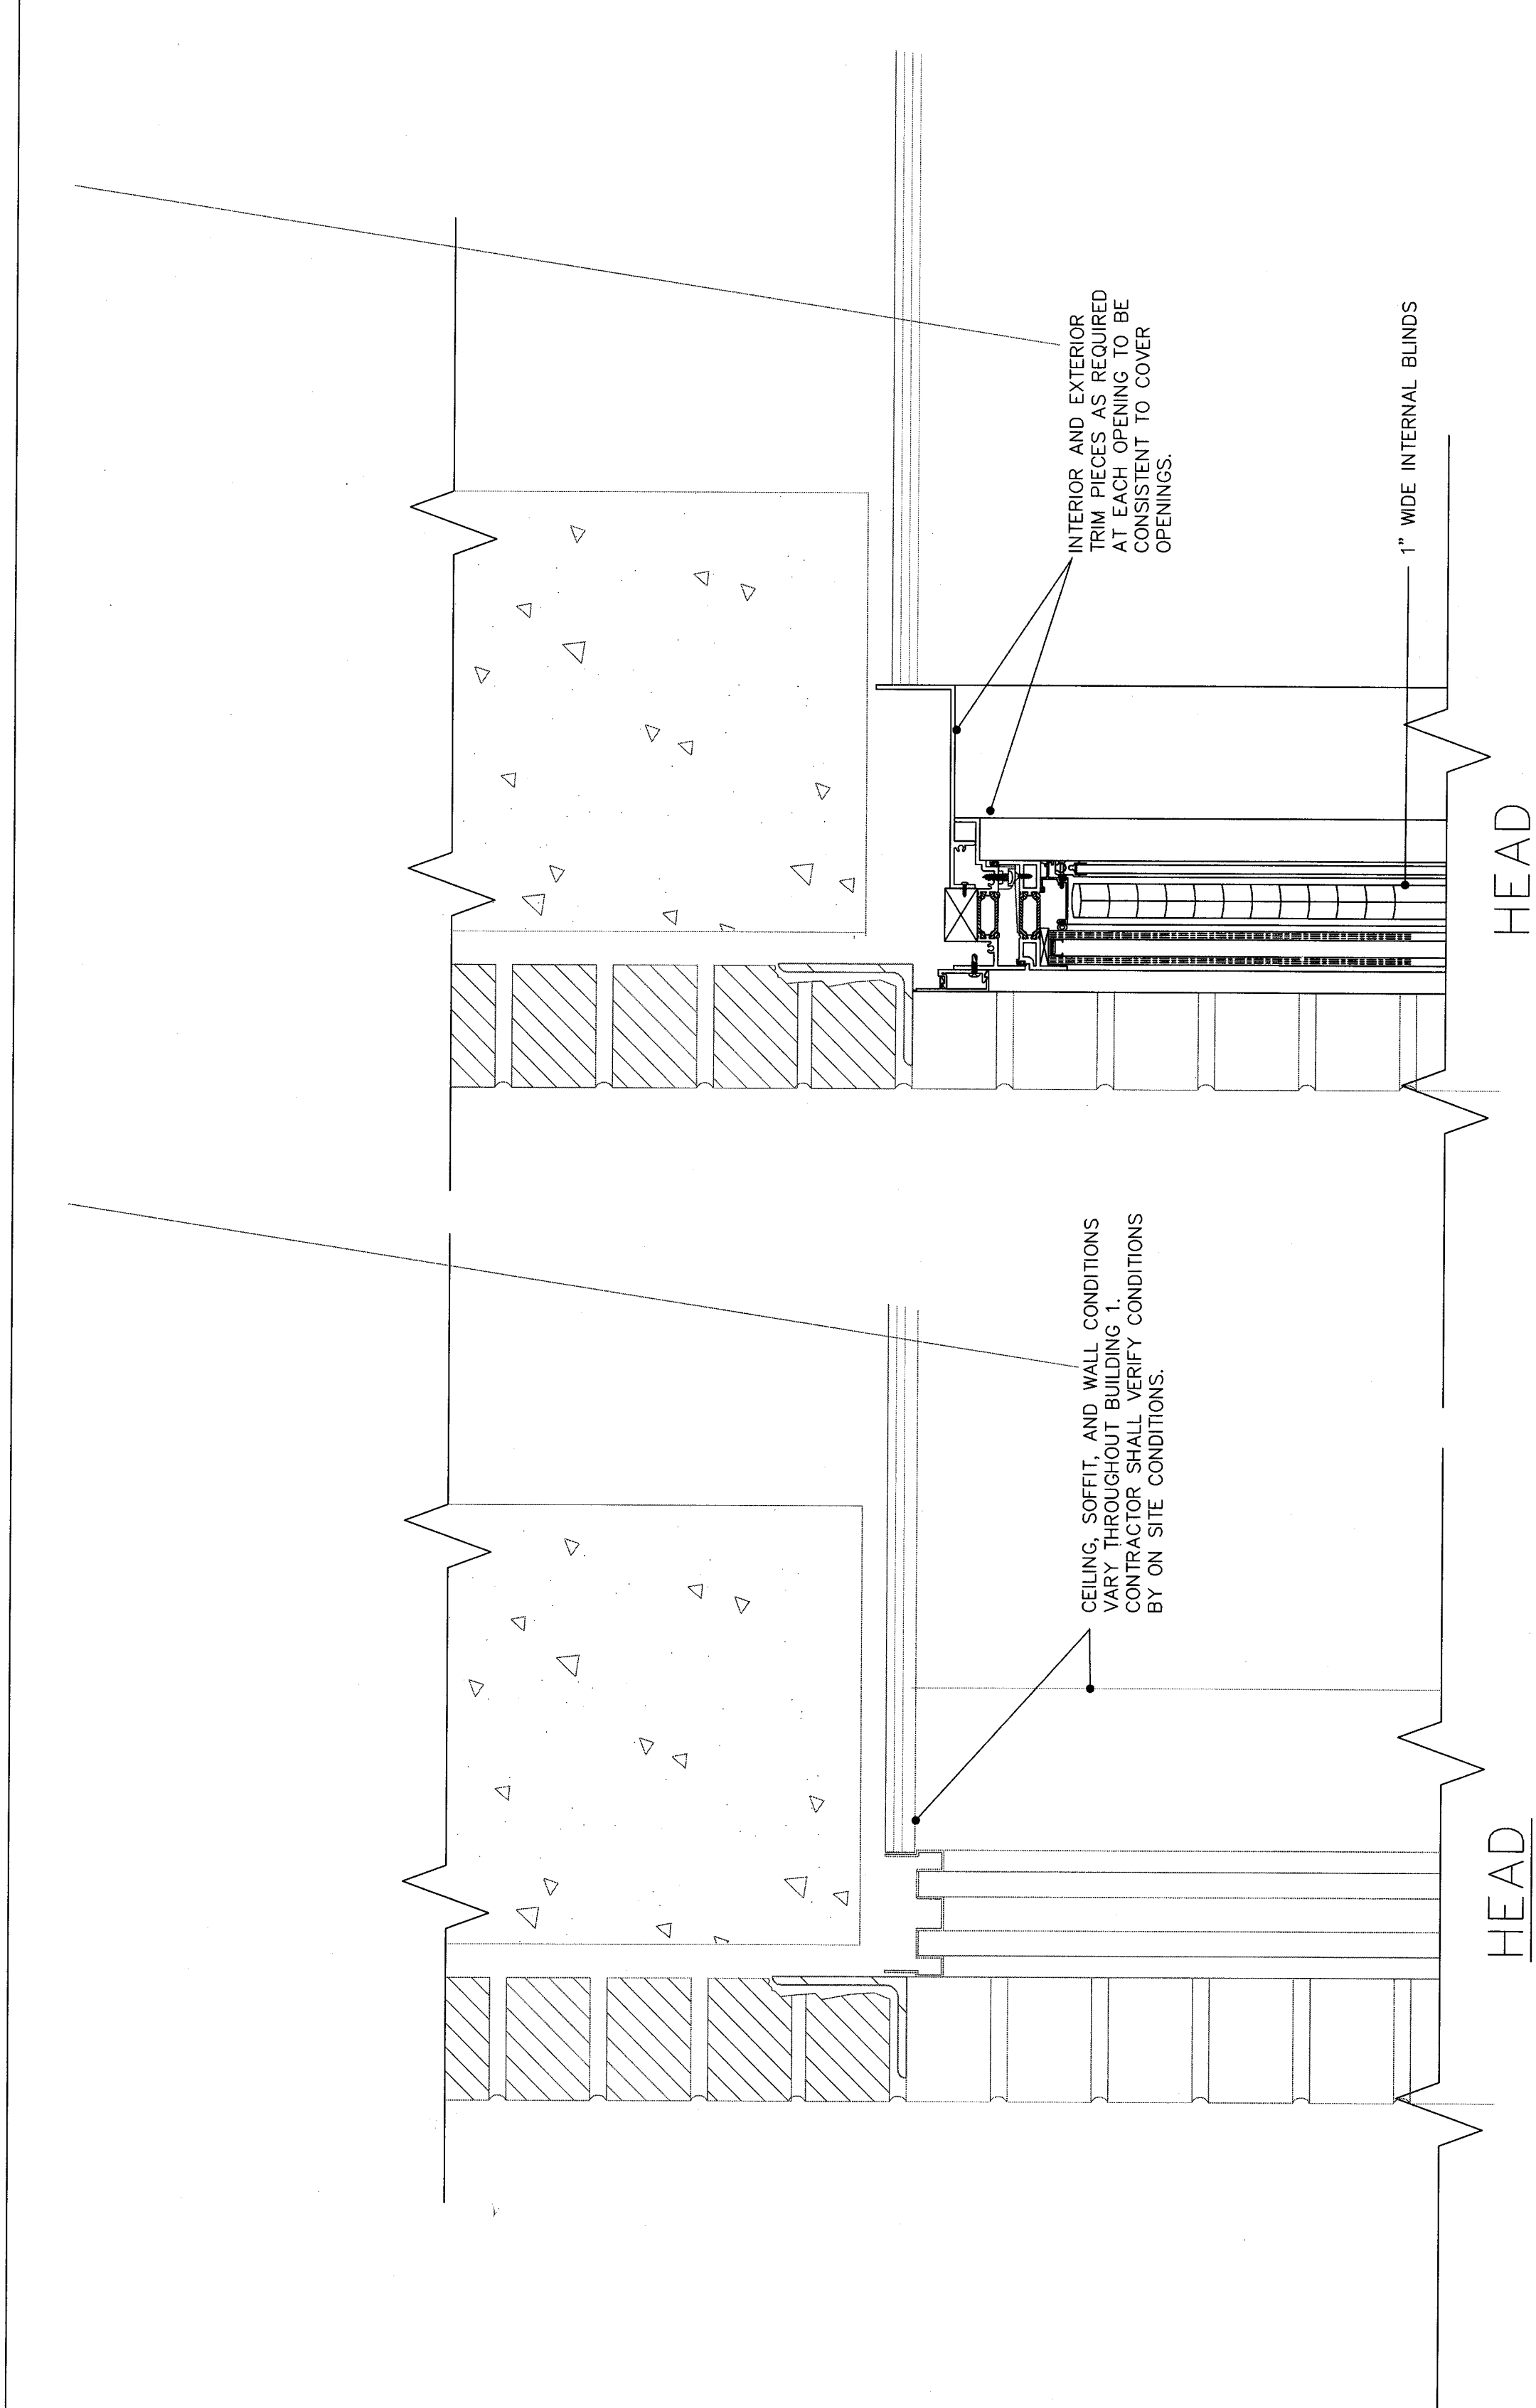 CEILING, SOFFIT, AND WALL CONDITIONS
VARY THROUGHOUT BUILDING 1.
CONTRACTOR SHALL VERIFY CONDITIONS
BY ON SITE CONDITIONS.
HEAD
INTERIOR AND EXTERIOR
TRIM PIECES AS REQUIRED
AT EACH OPENING TO BE
CONSISTENT TO COVER
OPENINGS.
1" WIDE INTERNAL BLINDS
HEAD